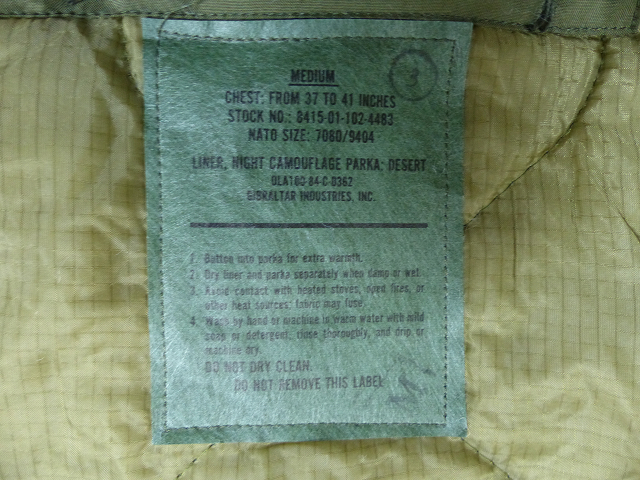 MEDIUM
3
CHEST: FROM 37 TO 41 INCHES
STOCK NO.: 8415-01-102-4483
NATO SIZE: 7080/9404
LINER, NIGHT CAMOUFLAGE PARKA: DESERT
DLA100-84-C-0362
GIBRALTAR INDUSTRIES, INC.
1. Button into parka for extra warmth.
2. Dry liner and parka separately when damp or wet.
3. Avoid contact with heated stoves, open fires, or
other heat sources; fabric may fuse.
4. Wash by hand or machine in warm water with mild
soap or detergent, rinse thoroughly, and drip or
machine dry.
DO NOT DRY CLEAN.
DO NOT REMOVE THIS LABEL